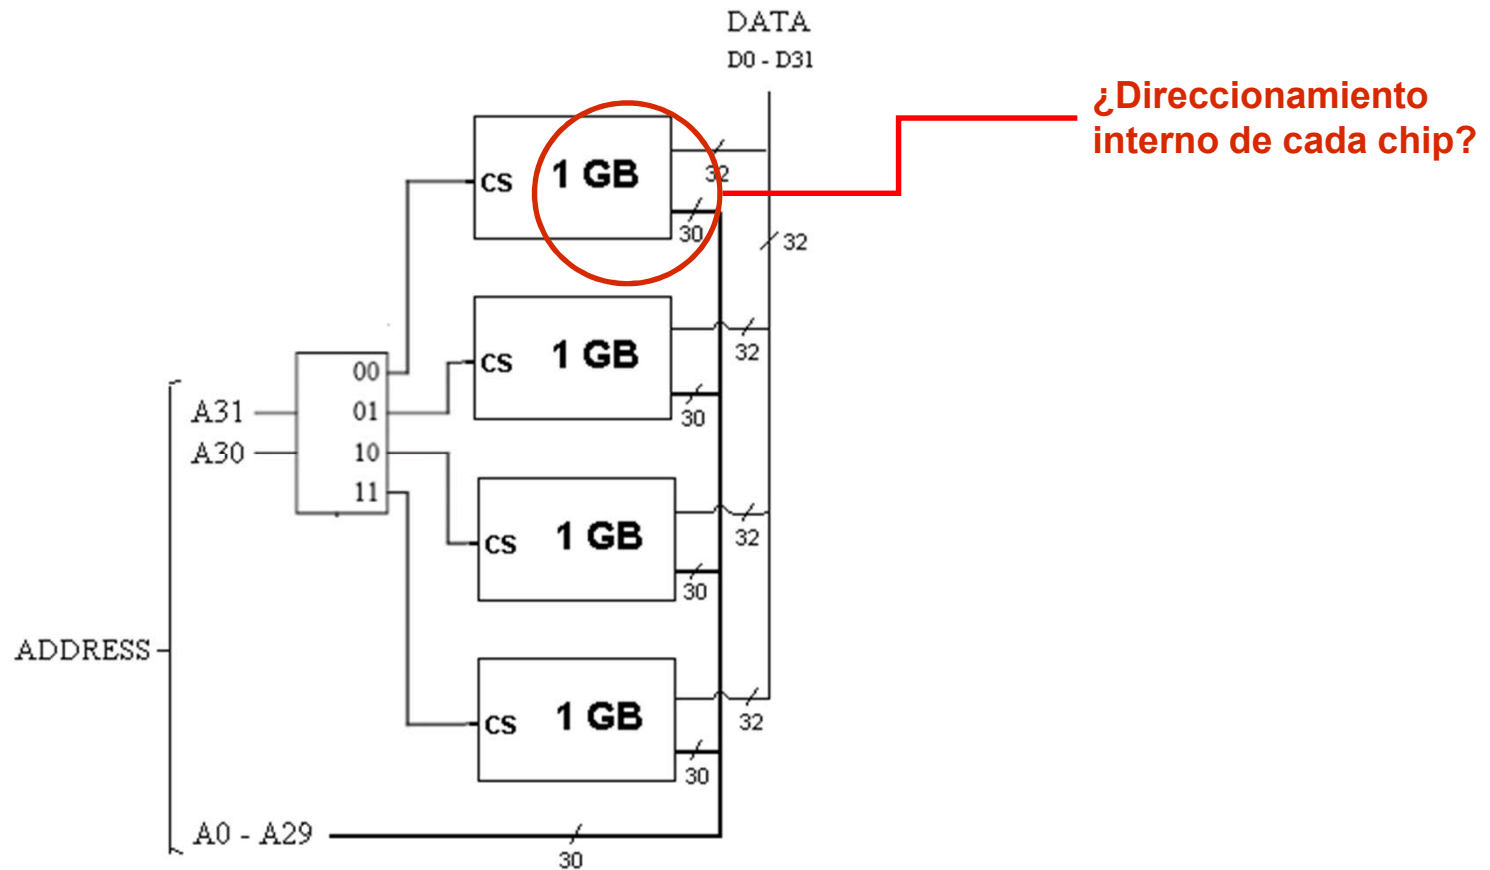 DATA
D0 - D31
¿Direccionamiento
interno de cada chip?
CS 1 GB
32
30
32
CS 1 GB
32
30
00
A31 01
A30 10
11
CS 1 GB
32
30
ADDRESS
CS 1 GB
32
30
A0 - A29
30